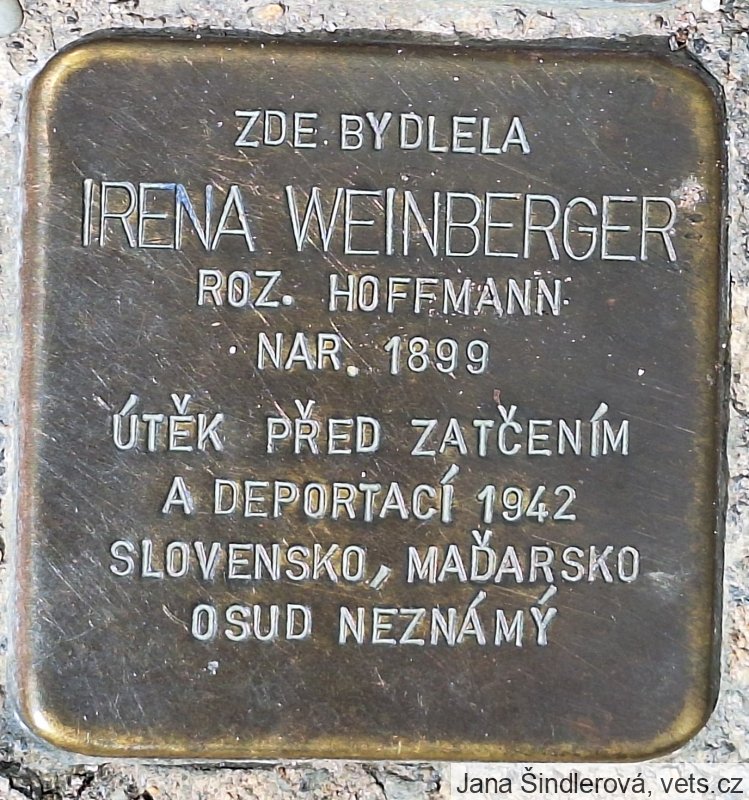 ZDE BYDLELA
IRENA WEINBERGER
ROZ. HOFFMANN
NAR. 1899
ÚTĚK PŘED ZATČENÍM
A DEPORTACÍ 1942
SLOVENSKO, MAĎARSKO
OSUD NEZNÁMÝ
Jana Šindlerová, vets.cz